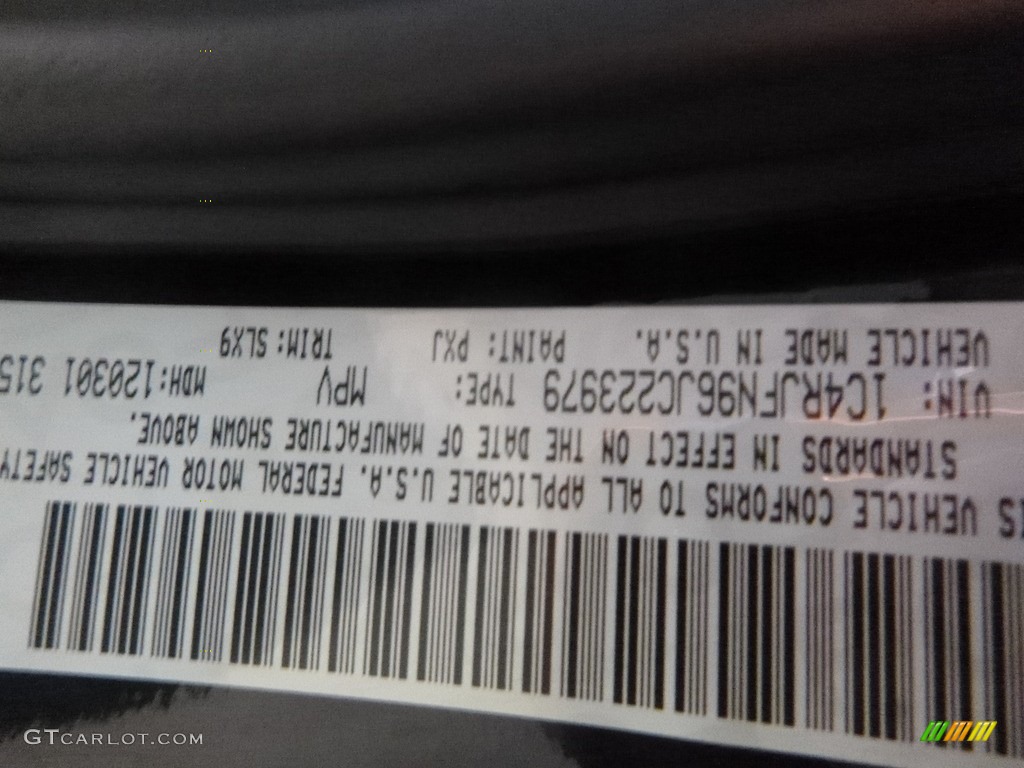 IS VEHICLE CONFORMS TO ALL APPLICABLE U.S.A. FEDERAL MOTOR VEHICLE SAFETY
STANDARDS IN EFFECT ON THE DATE OF MANUFACTURE SHOWN ABOVE.
VIN: 1C4RJFN96JC223979 TYPE: MPV MDH:120301 315
VEHICLE MADE IN U.S.A. PAINT: PXJ TRIM: SLX9
GTCARLOT.COM